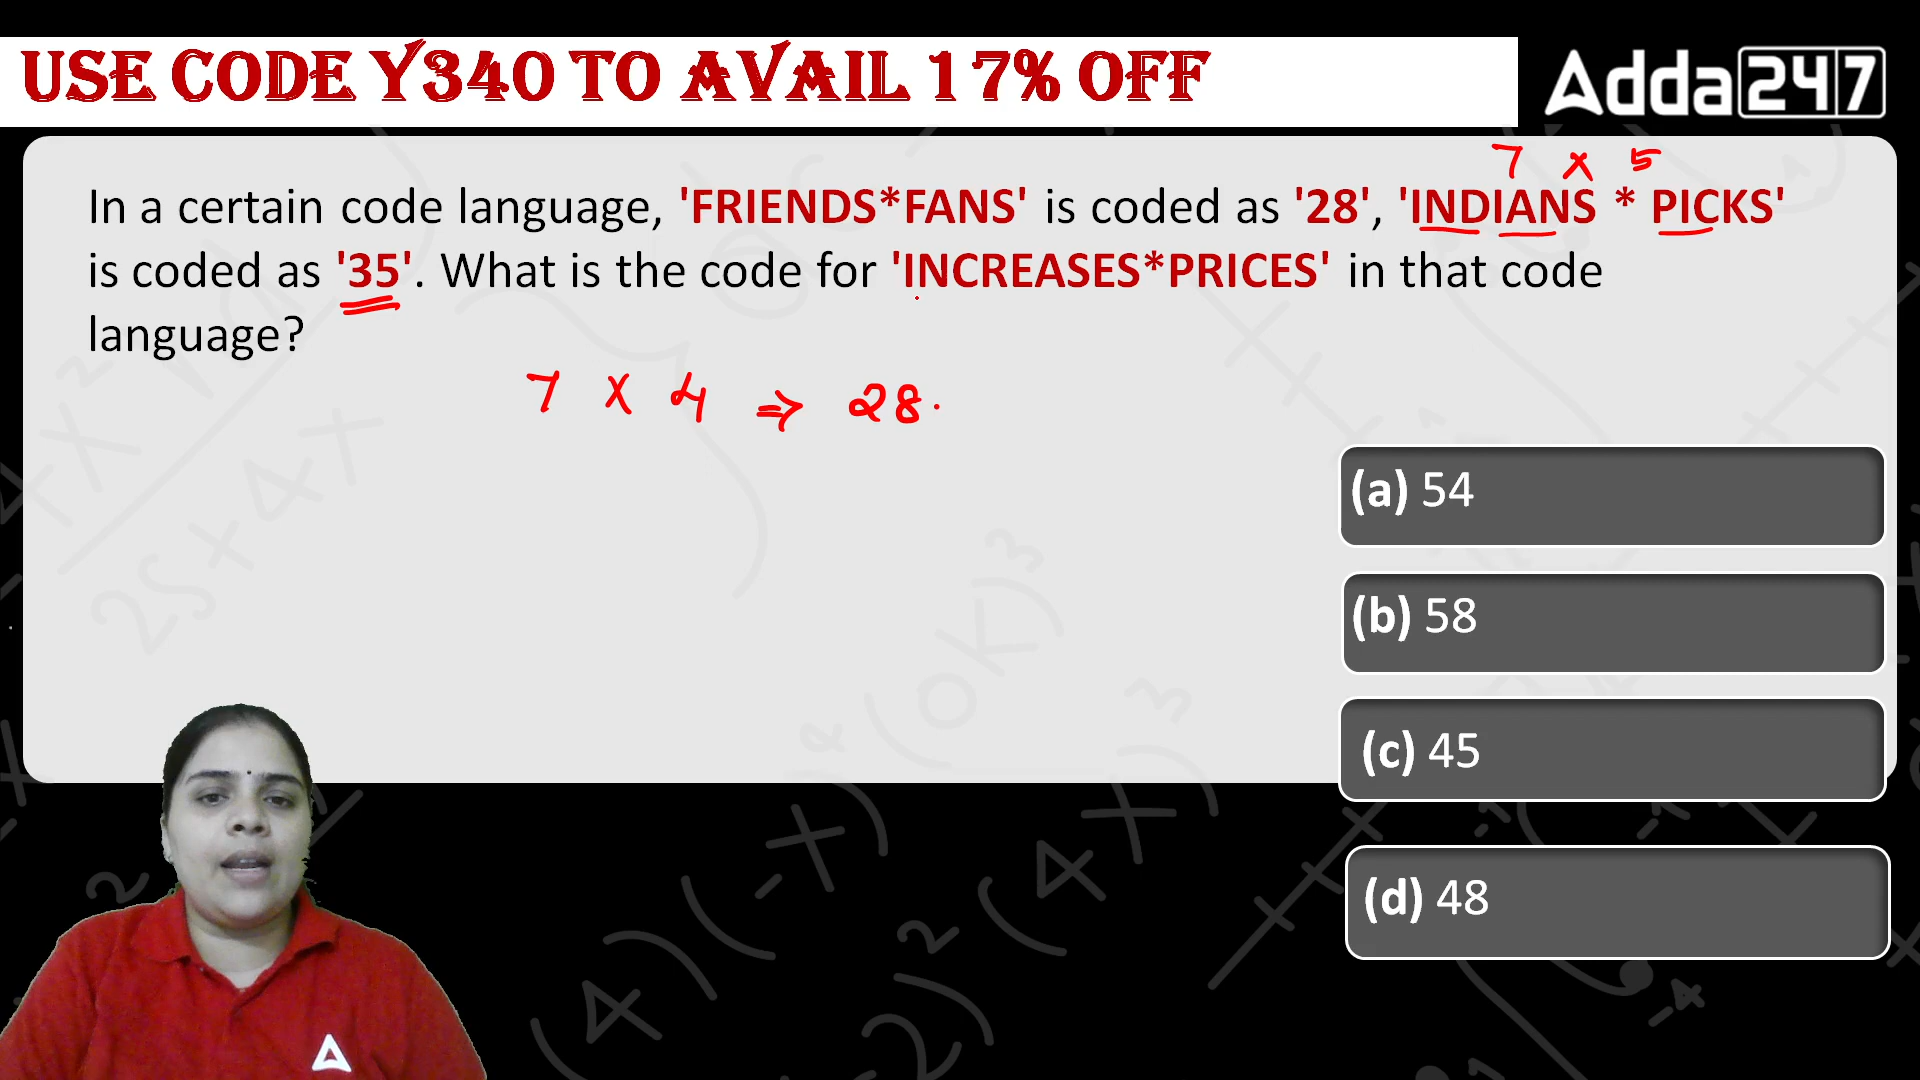 USE CODE Y340 TO AVAIL 17% OFF
Adda247
7 x 5
In a certain code language, 'FRIENDS*FANS' is coded as '28', 'INDIANS * PICKS'
is coded as '35'. What is the code for 'INCREASES*PRICES' in that code
language?
7 x 4 ⇒ 28.
(a) 54
(b) 58
(c) 45
(d) 48